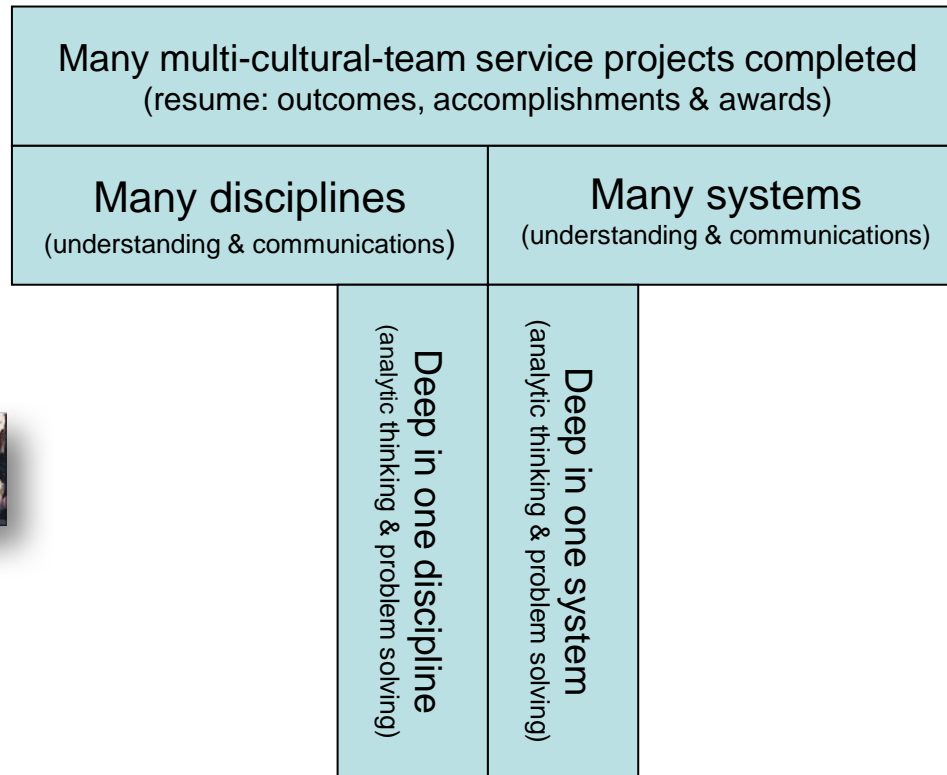 Many multi-cultural-team service projects completed
(resume: outcomes, accomplishments & awards)
Many disciplines
(understanding & communications)
Many systems
(understanding & communications)
Deep in one discipline
(analytic thinking & problem solving)
Deep in one system
(analytic thinking & problem solving)